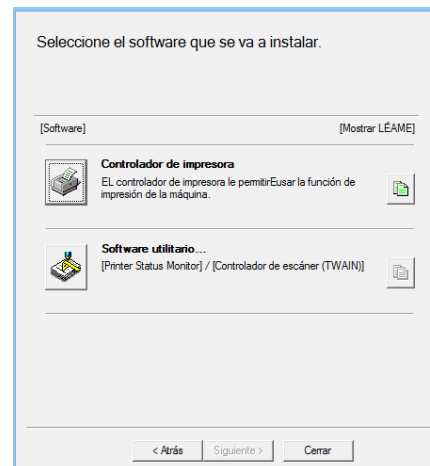 Seleccione el software que se va a instalar.
[Software] [Mostrar LÉAME]
Controlador de impresora
EL controlador de impresora le permitirEusar la función de
impresión de la máquina.
Software utilitario...
[Printer Status Monitor] / [Controlador de escáner (TWAIN)]
< Atrás Siguiente > Cerrar